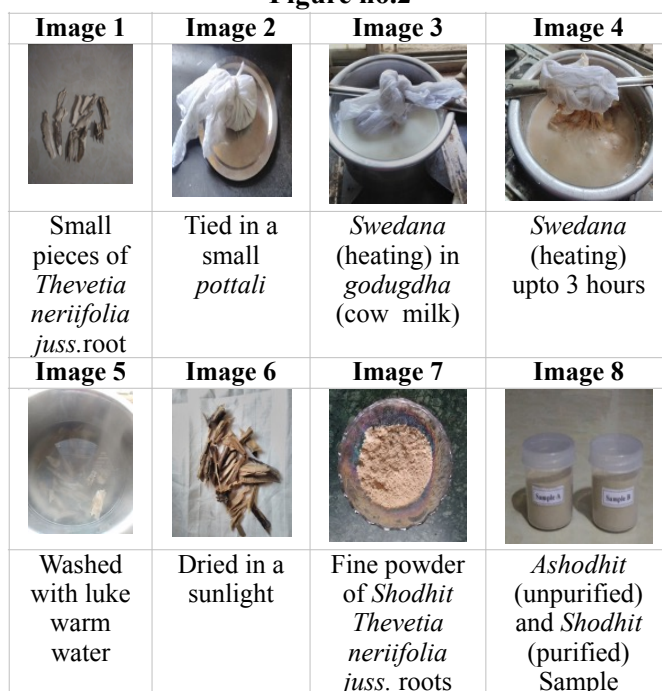 Figure no.2
Image 1 Image 2 Image 3 Image 4
Small pieces of Thevetia neriifolia juss.root
Tied in a small pottali
Swedana (heating) in godugdha (cow milk)
Swedana (heating) upto 3 hours
Image 5 Image 6 Image 7 Image 8
Sample A Sample B
Washed with luke warm water
Dried in a sunlight
Fine powder of Shodhit Thevetia neriifolia juss. roots
Ashodhit (unpurified) and Shodhit (purified) Sample